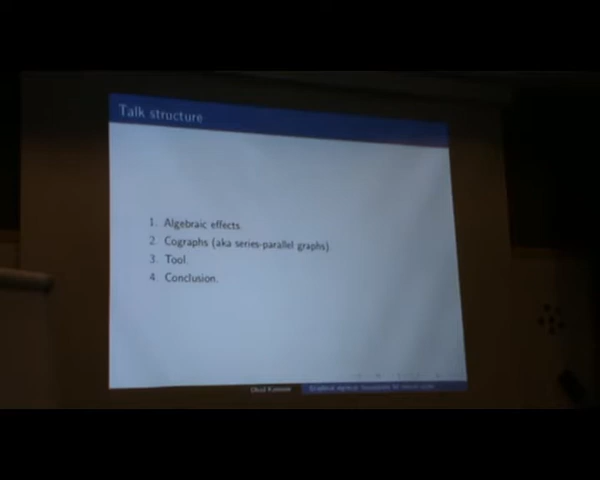 Talk structure
1. Algebraic effects.
2. Cographs (aka series-parallel graphs).
3. Tool.
4. Conclusion.